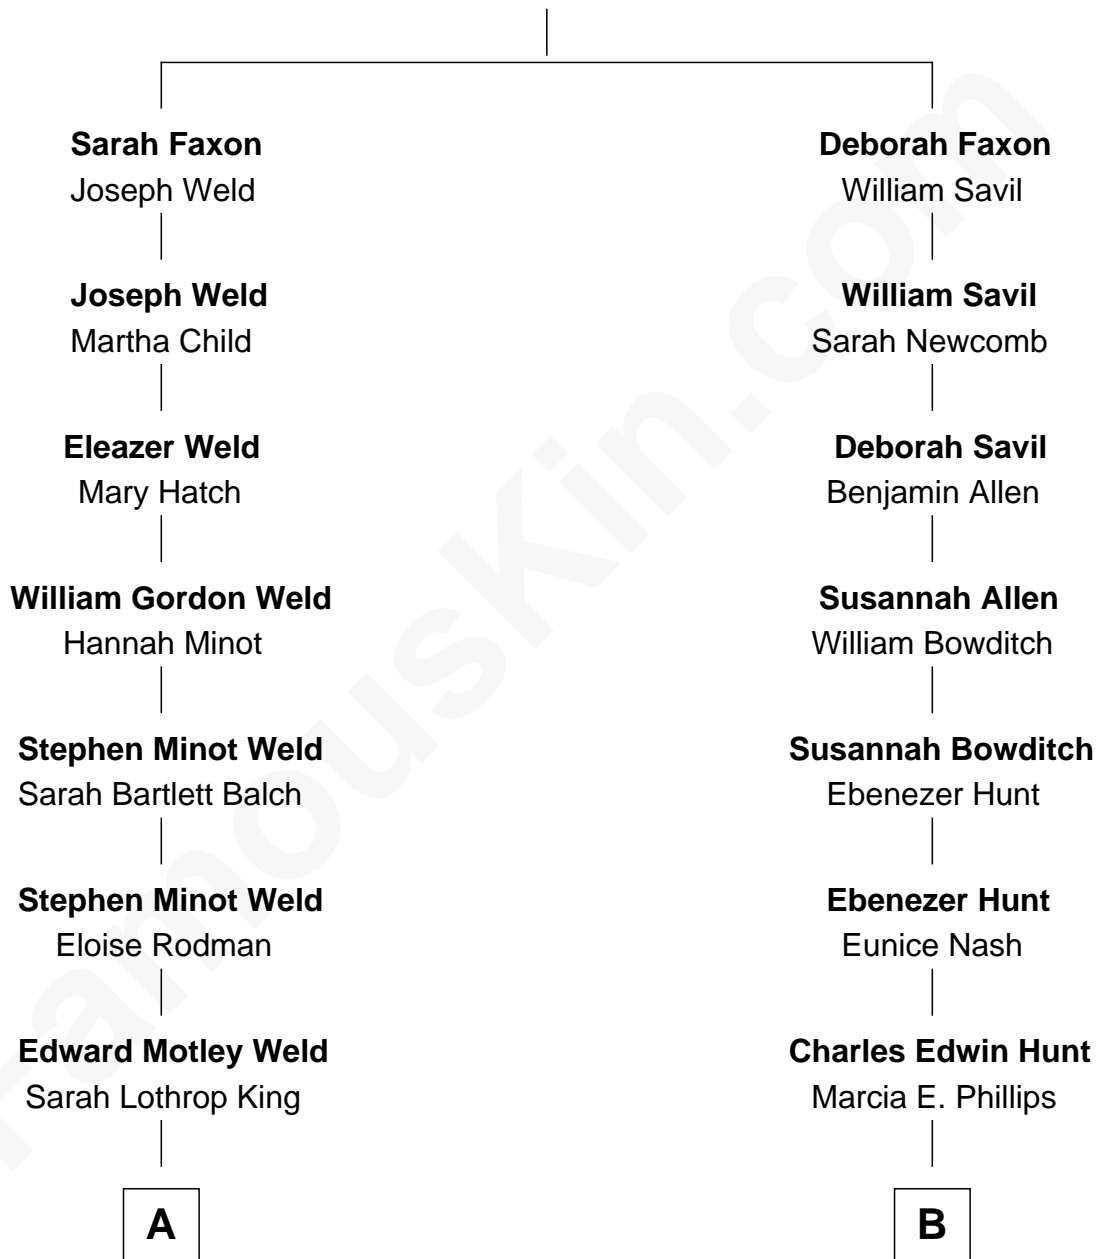 Sarah Faxon
Joseph Weld
Joseph Weld
Martha Child
Eleazer Weld
Mary Hatch
William Gordon Weld
Hannah Minot
Stephen Minot Weld
Sarah Bartlett Balch
Stephen Minot Weld
Eloise Rodman
Edward Motley Weld
Sarah Lothrop King
A
Deborah Faxon
William Savil
William Savil
Sarah Newcomb
Deborah Savil
Benjamin Allen
Susannah Allen
William Bowditch
Susannah Bowditch
Ebenezer Hunt
Ebenezer Hunt
Eunice Nash
Charles Edwin Hunt
Marcia E. Phillips
B
FamousKin.com